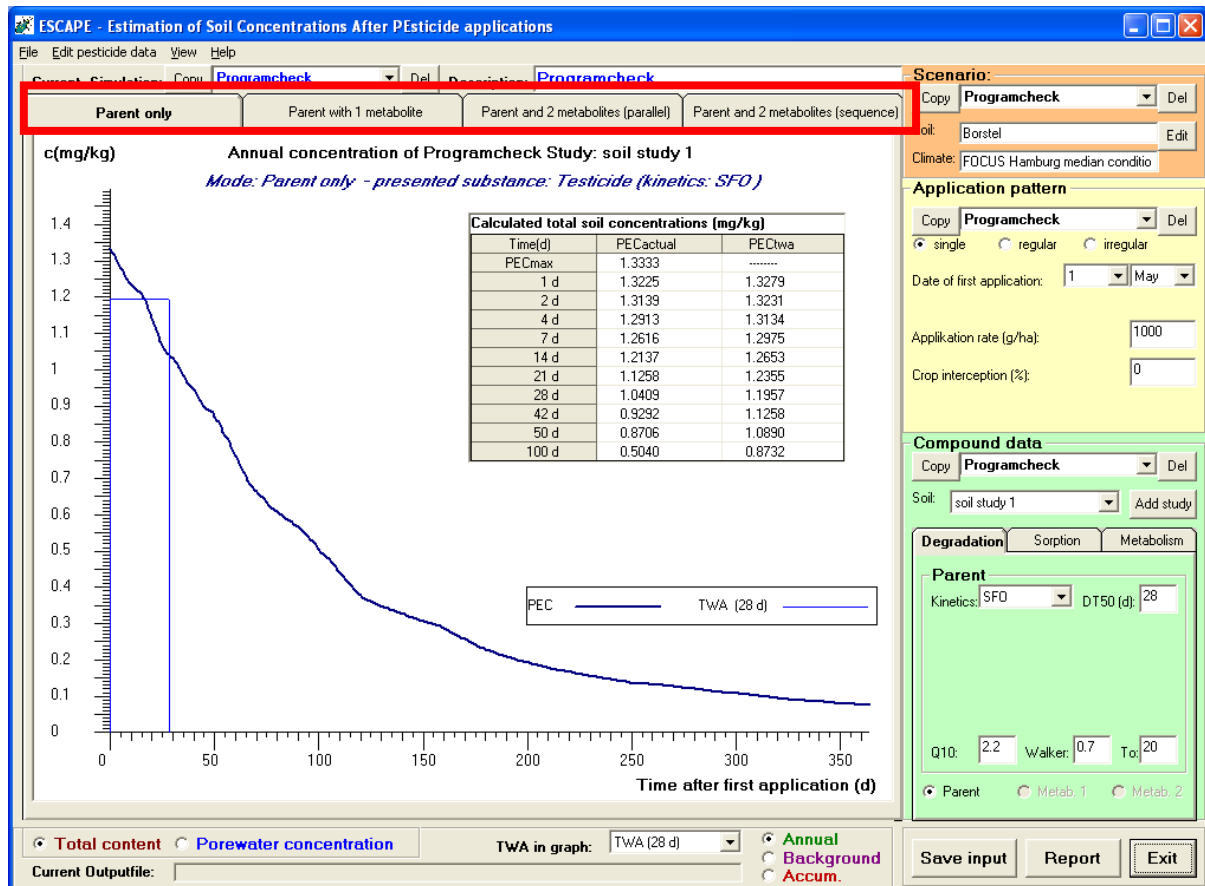 ESCAPE - Estimation of Soil Concentrations After PEsticide applications
File Edit pesticide data View Help
Current Simulation: Copy Programcheck Del Description: Programcheck
Parent only Parent with 1 metabolite Parent and 2 metabolites (parallel) Parent and 2 metabolites (sequence)
c(mg/kg) Annual concentration of Programcheck Study: soil study 1
Mode: Parent only - presented substance: Testicide (kinetics: SFO)
Calculated total soil concentrations (mg/kg)
Time(d) PECactual PECtwa
PECmax 1.3333 --------
1 d 1.3225 1.3279
2 d 1.3139 1.3231
4 d 1.2913 1.3134
7 d 1.2616 1.2975
14 d 1.2137 1.2653
21 d 1.1258 1.2355
28 d 1.0409 1.1957
42 d 0.9292 1.1258
50 d 0.8706 1.0890
100 d 0.5040 0.8732
1.4
1.3
1.2
1.1
1
0.9
0.8
0.7
0.6
0.5
0.4
0.3
0.2
0.1
0
PEC TWA (28 d)
0 50 100 150 200 250 300 350
Time after first application (d)
Scenario:
Copy Programcheck Del
oil: Borstel Edit
Climate: FOCUS Hamburg median conditio
Application pattern
Copy Programcheck Del
single regular irregular
Date of first application: 1 May
Applikation rate (g/ha): 1000
Crop interception (%): 0
Compound data
Copy Programcheck Del
Soil: soil study 1 Add study
Degradation Sorption Metabolism
Parent
Kinetics: SFO DT50 (d): 28
Q10: 2.2 Walker: 0.7 To: 20
Parent Metab. 1 Metab. 2
Total content Porewater concentration TWA in graph: TWA (28 d) Annual
Background
Accum.
Current Outputfile:
Save input Report Exit